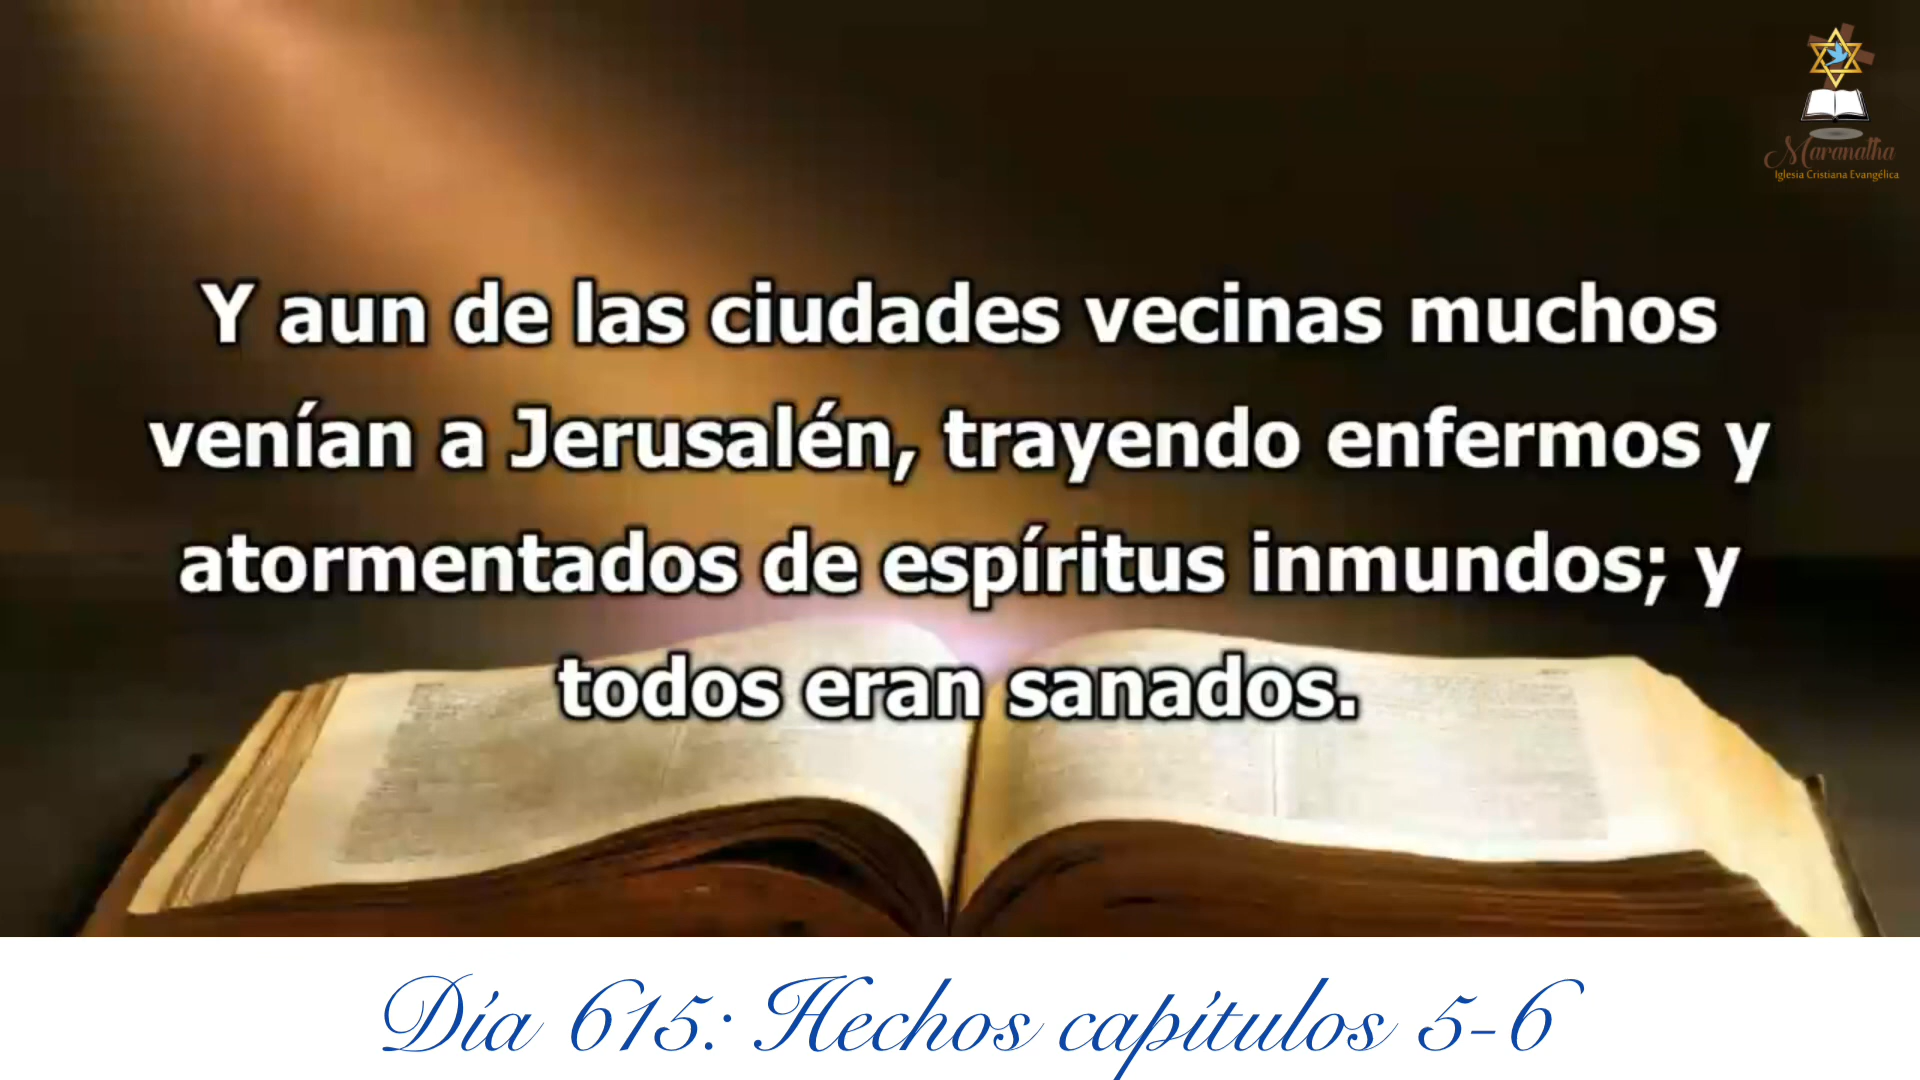 Maranatha
Iglesia Cristiana Evangélica
Y aun de las ciudades vecinas muchos
venían a Jerusalén, trayendo enfermos y
atormentados de espíritus inmundos; y
todos eran sanados.
Día 615: Hechos capítulos 5-6